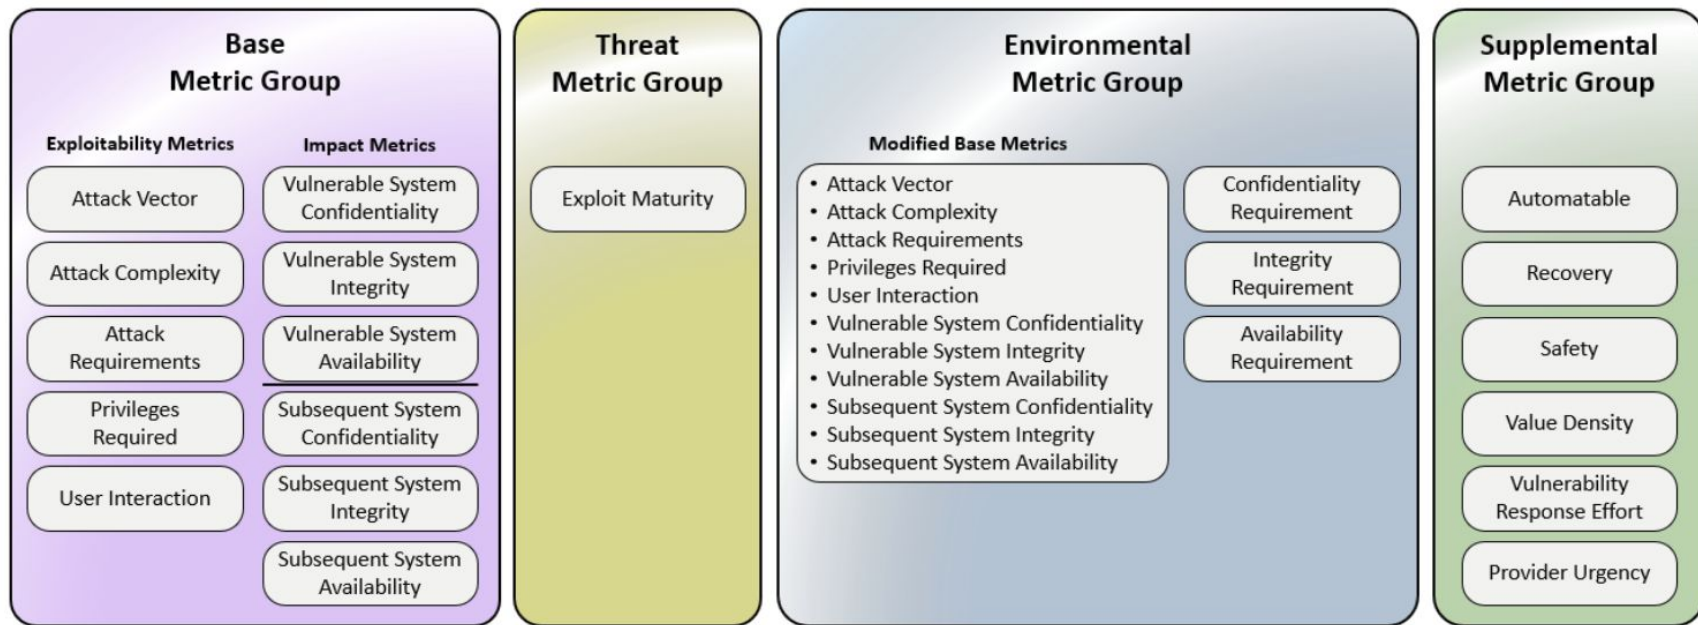 Base
Metric Group
Exploitability Metrics
Attack Vector
Attack Complexity
Attack
Requirements
Privileges
Required
User Interaction
Impact Metrics
Vulnerable System
Confidentiality
Vulnerable System
Integrity
Vulnerable System
Availability
Subsequent System
Confidentiality
Subsequent System
Integrity
Subsequent System
Availability
Threat
Metric Group
Exploit Maturity
Environmental
Metric Group
Modified Base Metrics
• Attack Vector
• Attack Complexity
• Attack Requirements
• Privileges Required
• User Interaction
• Vulnerable System Confidentiality
• Vulnerable System Integrity
• Vulnerable System Availability
• Subsequent System Confidentiality
• Subsequent System Integrity
• Subsequent System Availability
Confidentiality
Requirement
Integrity
Requirement
Availability
Requirement
Supplemental
Metric Group
Automatable
Recovery
Safety
Value Density
Vulnerability
Response Effort
Provider Urgency